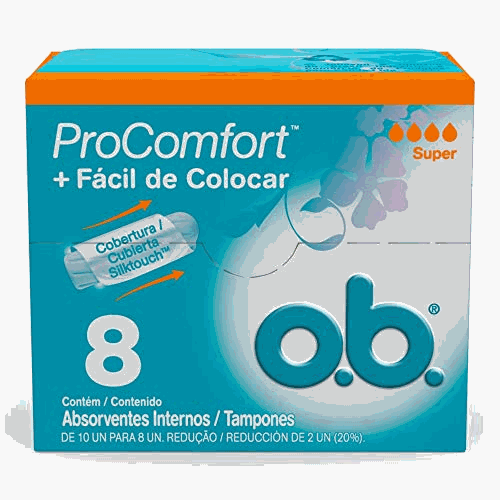 ProComfort™
+ Fácil de Colocar
Super
Cobertura /
Cubierta
Silktouch™
o.b.®
8
Contém / Contenido
Absorventes Internos / Tampones
DE 10 UN PARA 8 UN. REDUÇÃO / REDUCCIÓN DE 2 UN (20%).